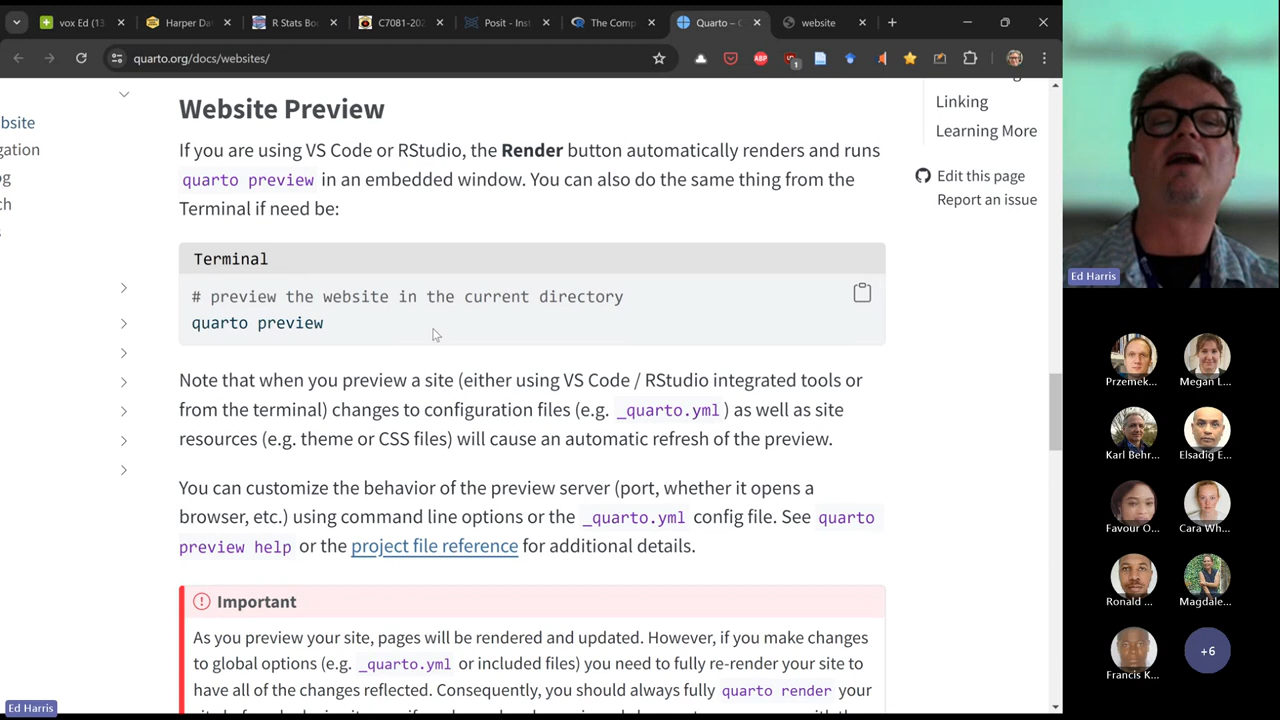 vox Ed (13
Harper Da
R Stats Bo
C7081-202
Posit - Inst
The Comp
Quarto – C
website
quarto.org/docs/websites/
1
bsite
gation
g
ch
s
Website Preview
If you are using VS Code or RStudio, the Render button automatically renders and runs
quarto preview in an embedded window. You can also do the same thing from the
Terminal if need be:
Terminal
# preview the website in the current directory
quarto preview
Note that when you preview a site (either using VS Code / RStudio integrated tools or
from the terminal) changes to configuration files (e.g. _quarto.yml ) as well as site
resources (e.g. theme or CSS files) will cause an automatic refresh of the preview.
You can customize the behavior of the preview server (port, whether it opens a
browser, etc.) using command line options or the _quarto.yml config file. See quarto
preview help or the project file reference for additional details.
Important
As you preview your site, pages will be rendered and updated. However, if you make changes
to global options (e.g. _quarto.yml or included files) you need to fully re-render your site to
have all of the changes reflected. Consequently, you should always fully quarto render your
Linking
Learning More
Edit this page
Report an issue
Ed Harris
Przemek...
Megan L...
Karl Behr...
Elsadig E...
Favour O...
Cara Wh...
Ronald ...
Magdale...
Francis K...
+6
Ed Harris